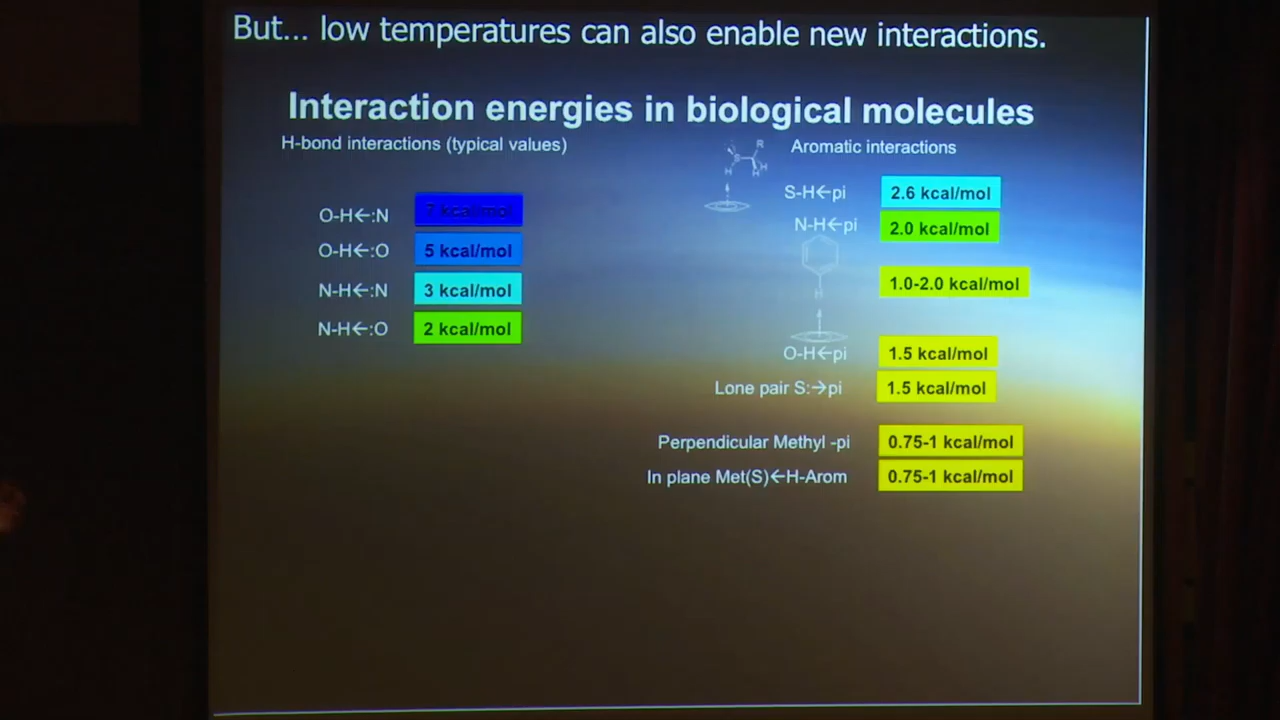 But... low temperatures can also enable new interactions.
Interaction energies in biological molecules
H-bond interactions (typical values)
O-H←:N 7 kcal/mol
O-H←:O 5 kcal/mol
N-H←:N 3 kcal/mol
N-H←:O 2 kcal/mol
Aromatic interactions
R
S
H
H
H
S-H←pi 2.6 kcal/mol
N-H←pi 2.0 kcal/mol
H
1.0-2.0 kcal/mol
O-H←pi 1.5 kcal/mol
Lone pair S:→pi 1.5 kcal/mol
Perpendicular Methyl -pi 0.75-1 kcal/mol
In plane Met(S)←H-Arom 0.75-1 kcal/mol